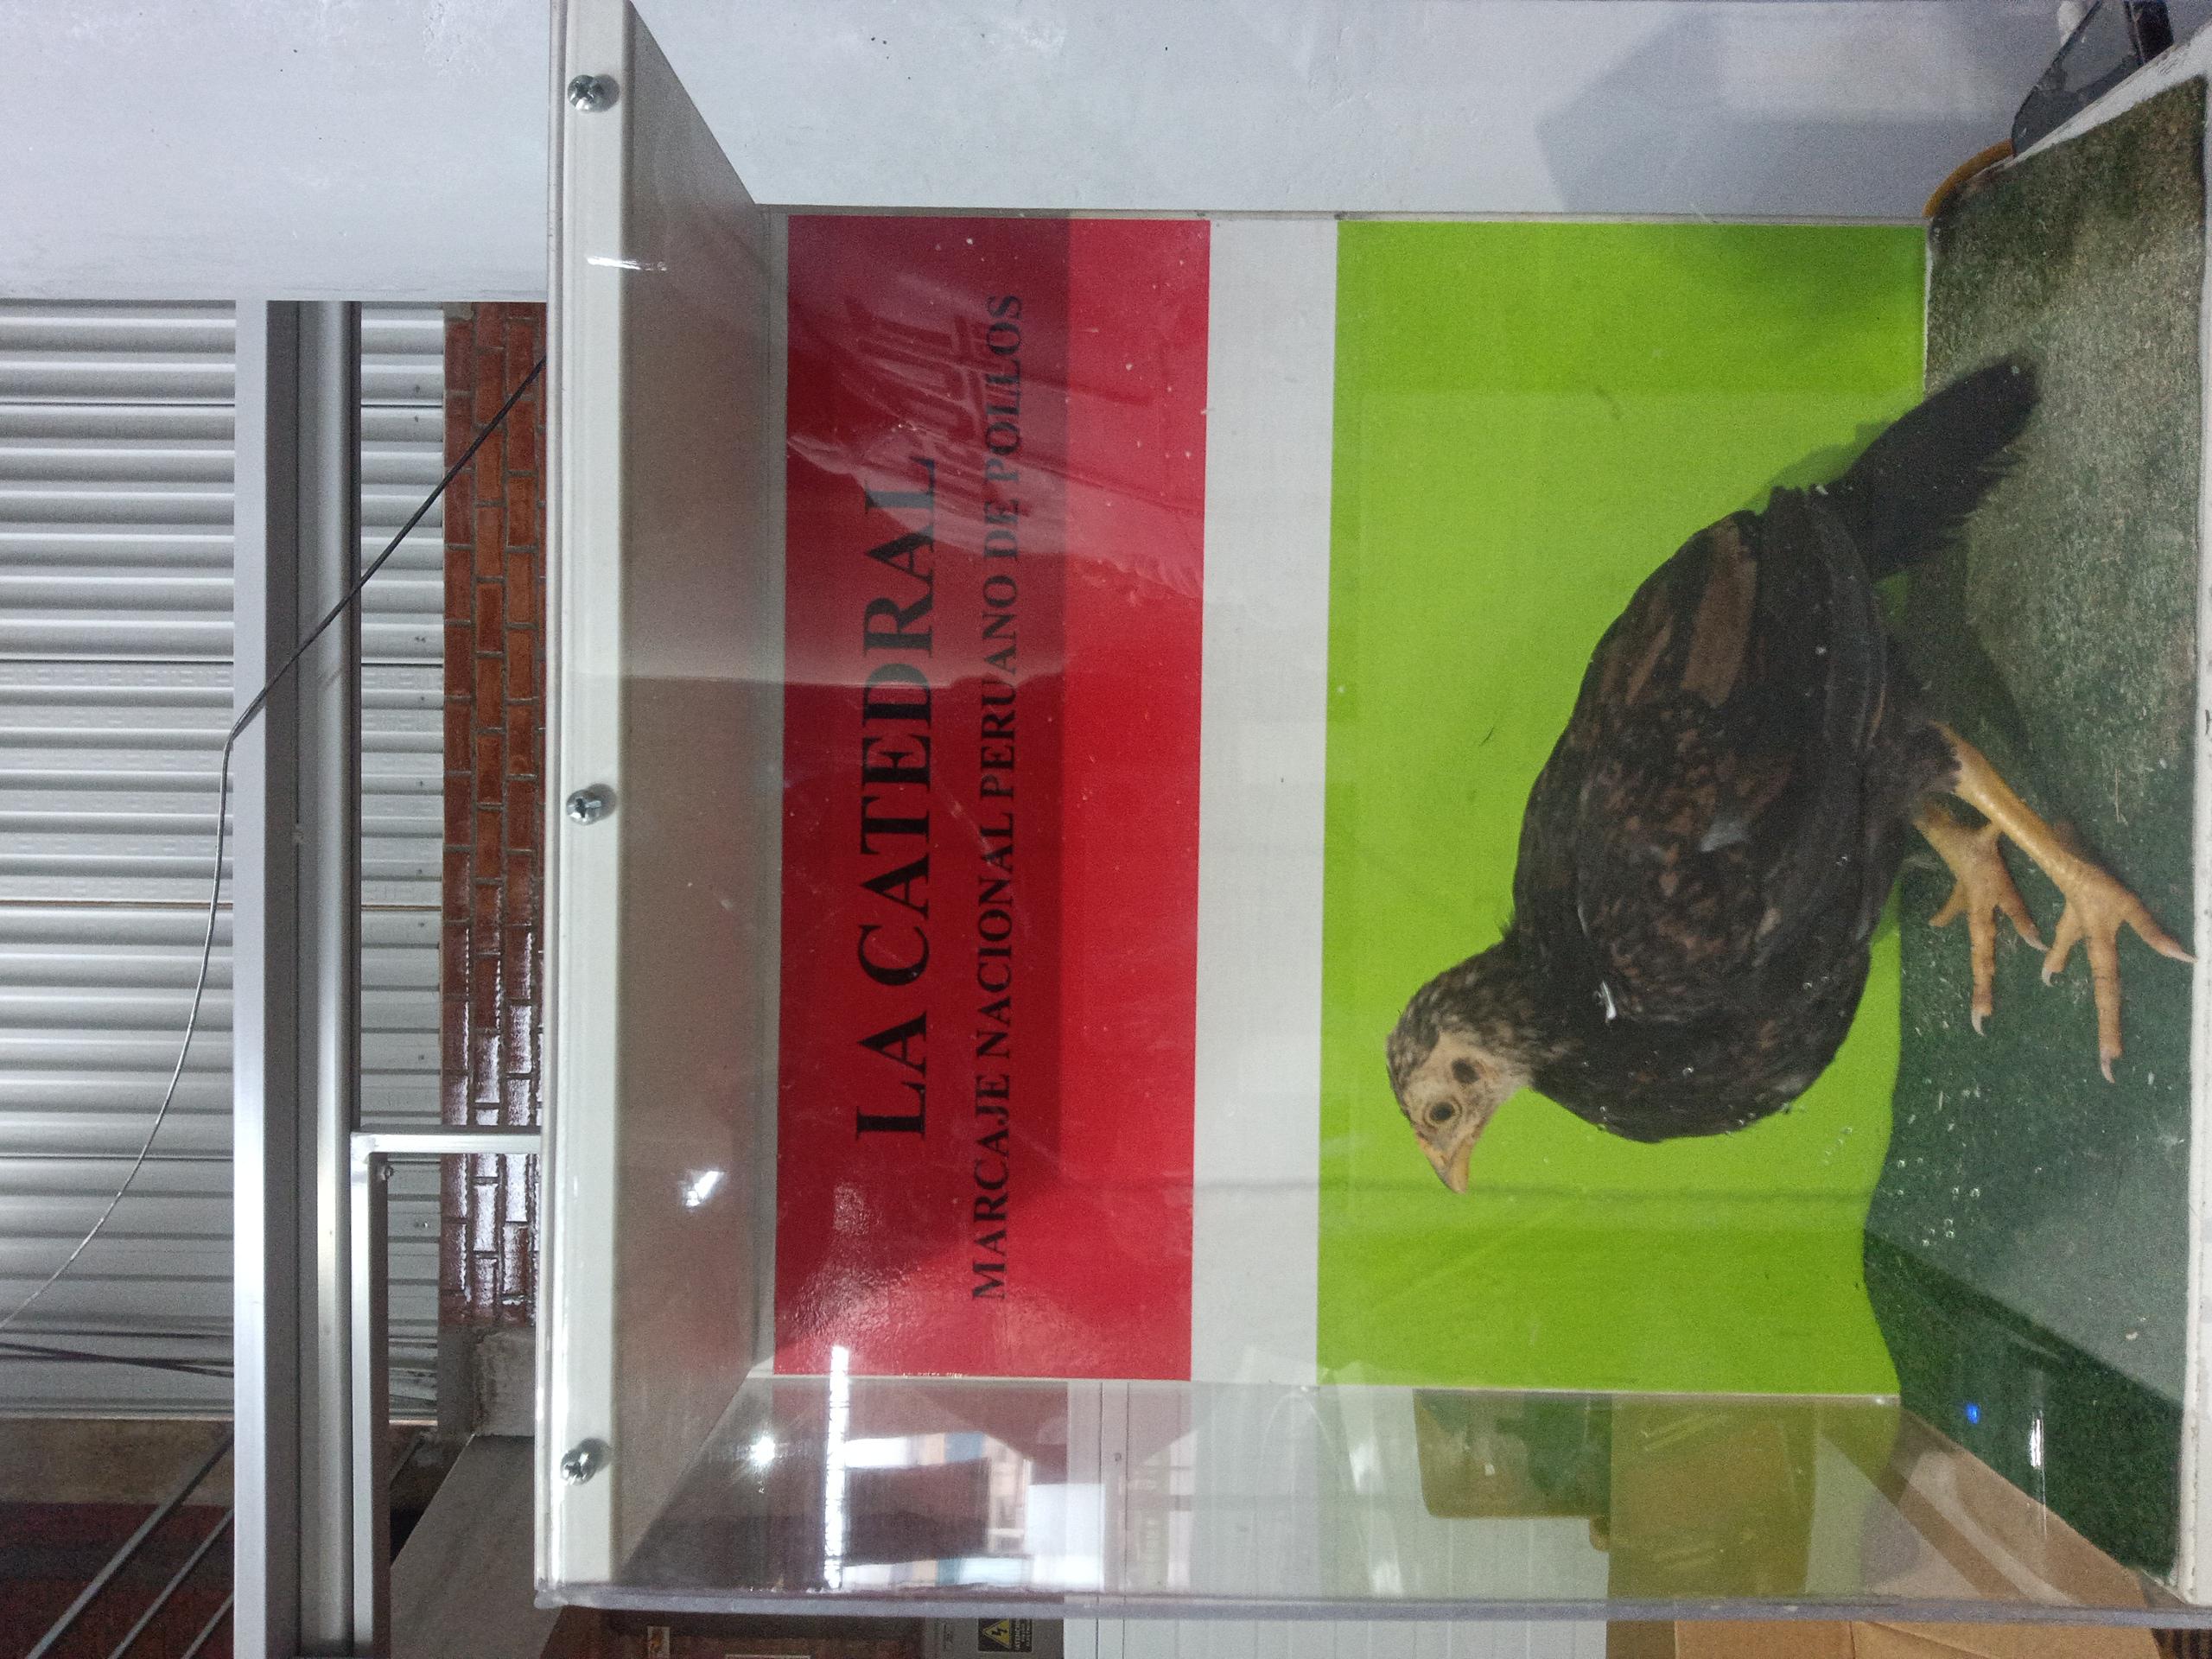 LA CATEDRAL
MARCAJE NACIONAL PERUANO DE POLLOS